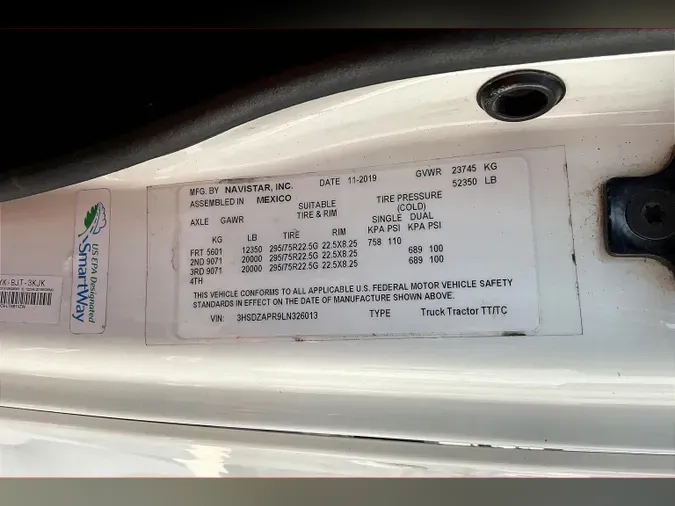 MFG. BY NAVISTAR, INC. DATE 11-2019 GVWR 23745 KG
ASSEMBLED IN MEXICO 52350 LB
SUITABLE TIRE PRESSURE
AXLE GAWR TIRE & RIM (COLD)
SINGLE DUAL
KG LB TIRE RIM KPA PSI KPA PSI
FRT 5601 12350 295/75R22.5G 22.5X8.25 758 110
2ND 9071 20000 295/75R22.5G 22.5X8.25 689 100
3RD 9071 20000 295/75R22.5G 22.5X8.25 689 100
4TH
THIS VEHICLE CONFORMS TO ALL APPLICABLE U.S. FEDERAL MOTOR VEHICLE SAFETY
STANDARDS IN EFFECT ON THE DATE OF MANUFACTURE SHOWN ABOVE.
VIN: 3HSDZAPR9LN326013 TYPE Truck Tractor TT/TC
US EPA Designated
SmartWay
YK-BJT-3KJK